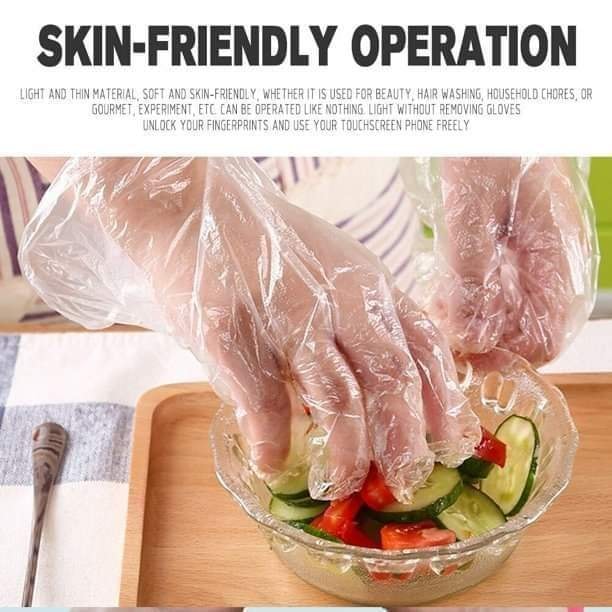 SKIN-FRIENDLY OPERATION
LIGHT AND THIN MATERIAL, SOFT AND SKIN-FRIENDLY, WHETHER IT IS USED FOR BEAUTY, HAIR WASHING, HOUSEHOLD CHORES, OR
GOURMET, EXPERIMENT, ETC. CAN BE OPERATED LIKE NOTHING. LIGHT WITHOUT REMOVING GLOVES
UNLOCK YOUR FINGERPRINTS AND USE YOUR TOUCHSCREEN PHONE FREELY